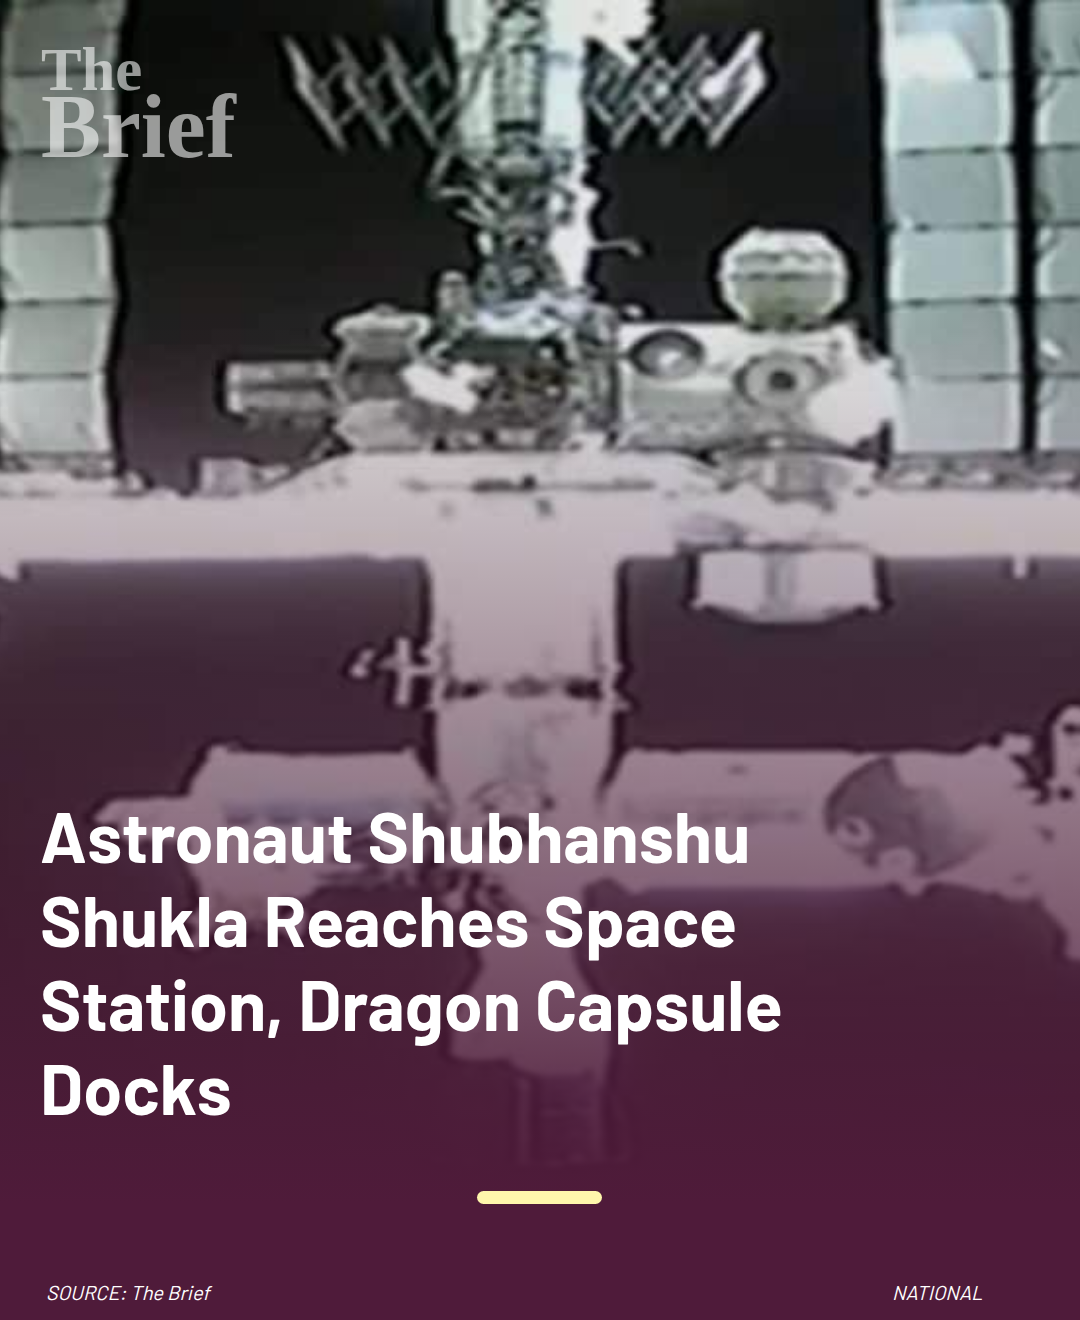 The
Brief
Astronaut Shubhanshu
Shukla Reaches Space
Station, Dragon Capsule
Docks
SOURCE: The Brief
NATIONAL